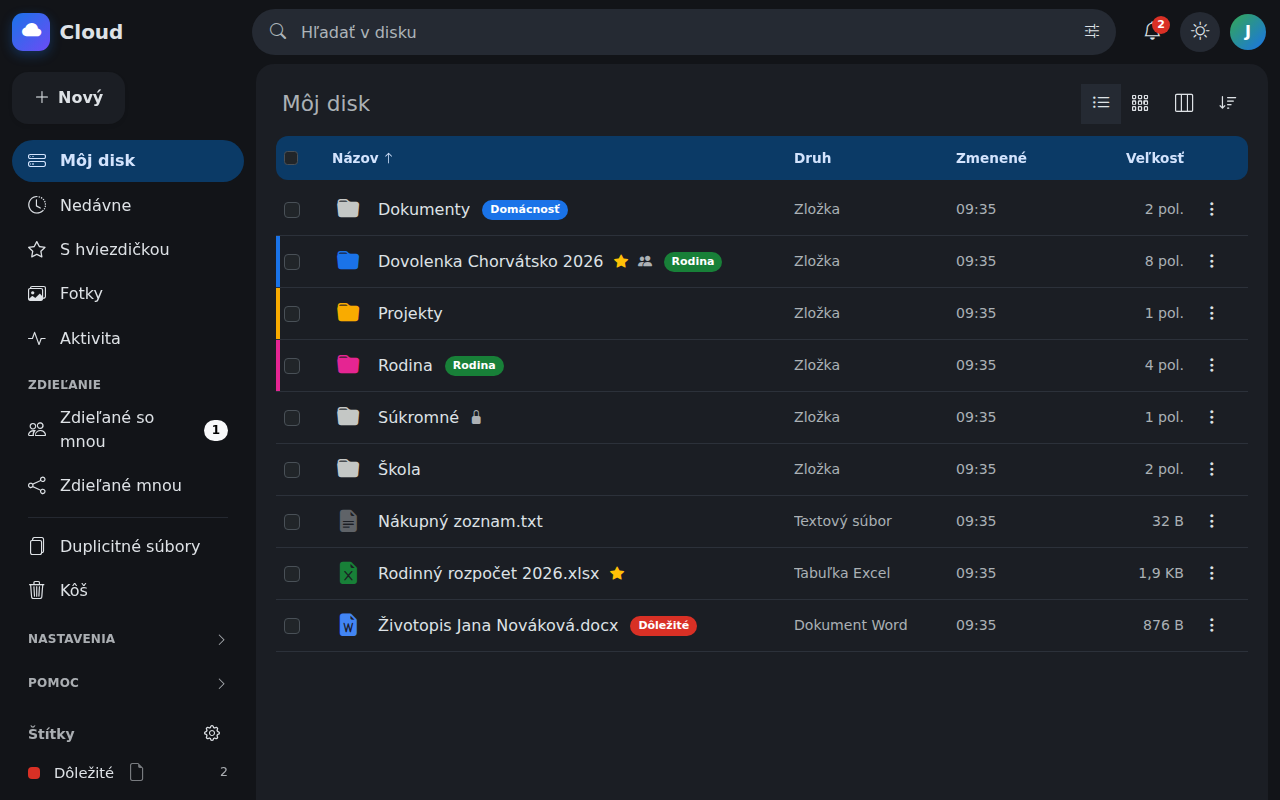 Cloud
Hľadať v disku
2
J
Nový
Môj disk
Nedávne
S hviezdičkou
Fotky
Aktivita
ZDIEĽANIE
Zdieľané so
mnou
1
Zdieľané mnou
Duplicitné súbory
Kôš
NASTAVENIA
POMOC
Štítky
Dôležité 2
Môj disk
Názov ↑ Druh Zmenené Veľkosť
Dokumenty Domácnosť Zložka 09:35 2 pol.
Dovolenka Chorvátsko 2026 Rodina Zložka 09:35 8 pol.
Projekty Zložka 09:35 1 pol.
Rodina Rodina Zložka 09:35 4 pol.
Súkromné Zložka 09:35 1 pol.
Škola Zložka 09:35 2 pol.
Nákupný zoznam.txt Textový súbor 09:35 32 B
Rodinný rozpočet 2026.xlsx Tabuľka Excel 09:35 1,9 KB
Životopis Jana Nováková.docx Dôležité Dokument Word 09:35 876 B